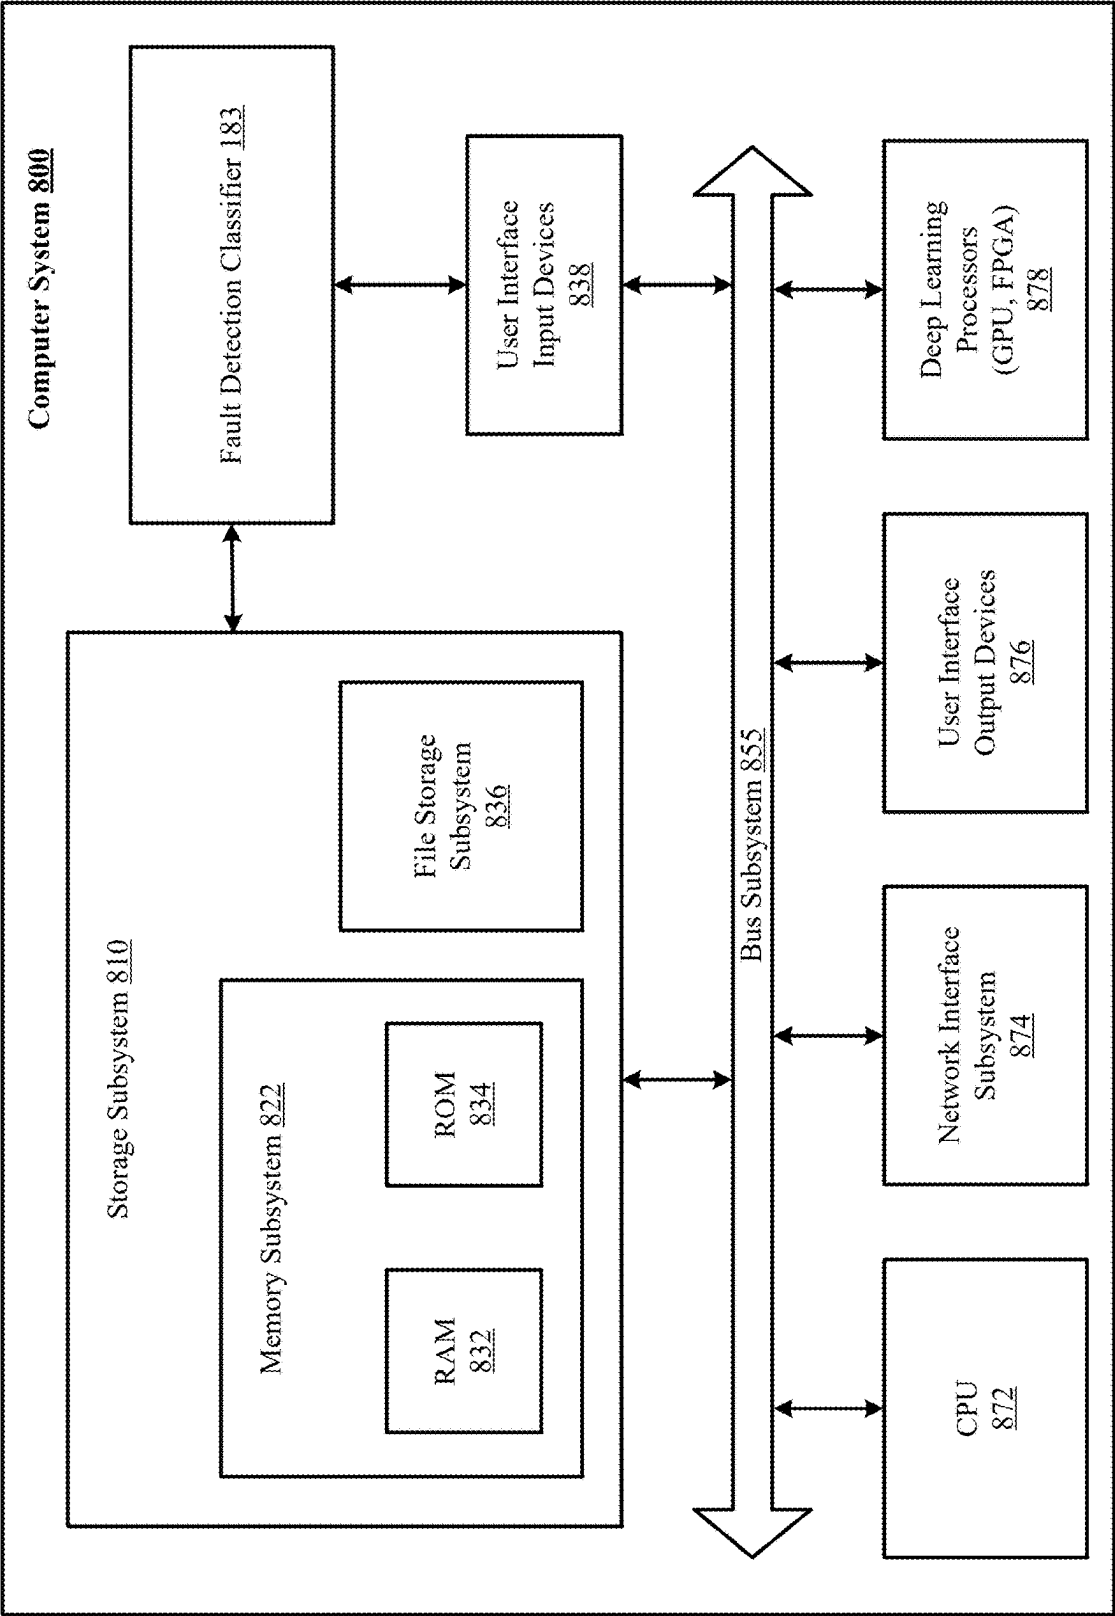 Computer System 800
Storage Subsystem 810
Memory Subsystem 822
RAM
832
ROM
834
File Storage
Subsystem
836
Fault Detection Classifier 183
User Interface
Input Devices
838
Bus Subsystem 855
CPU
872
Network Interface
Subsystem
874
User Interface
Output Devices
876
Deep Learning
Processors
(GPU, FPGA)
878